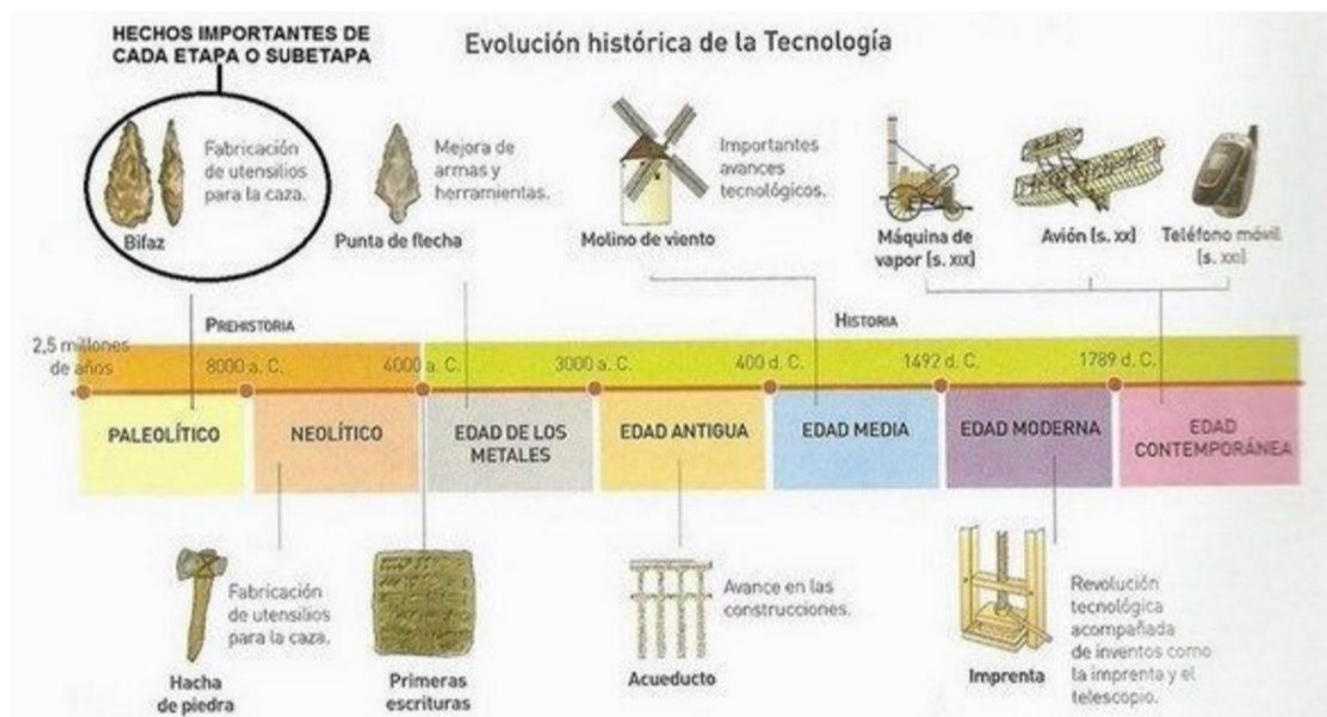 HECHOS IMPORTANTES DE
CADA ETAPA O SUBETAPA
Evolución histórica de la Tecnología
Fabricación
de utensilios
para la caza.
Bifaz
Mejora de
armas y
herramientas.
Punta de flecha
Importantes
avances
tecnológicos.
Molino de viento
Máquina de
vapor (s. XIX)
Avión (s. XX)
Teléfono móvil
(s. XXI)
PREHISTORIA
HISTORIA
2,5 millones
de años
8000 a. C.
4000 a. C.
3000 a. C.
400 d. C.
1492 d. C.
1789 d. C.
PALEOLÍTICO
NEOLÍTICO
EDAD DE LOS
METALES
EDAD ANTIGUA
EDAD MEDIA
EDAD MODERNA
EDAD
CONTEMPORÁNEA
Hacha
de piedra
Fabricación
de utensilios
para la caza.
Primeras
escrituras
Acueducto
Avance en las
construcciones.
Imprenta
Revolución
tecnológica
acompañada
de inventos como
la imprenta y el
telescopio.